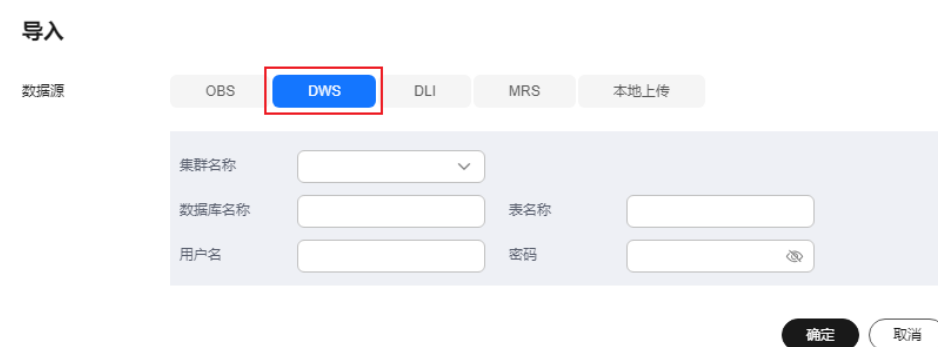 导入
数据源 OBS DWS DLI MRS 本地上传
集群名称
数据库名称 表名称
用户名 密码
确定 取消